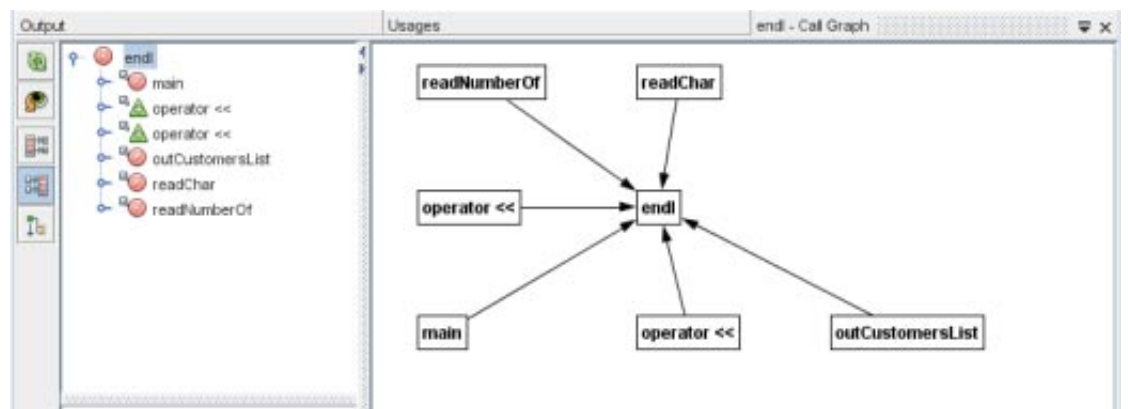 Output
Usages
endl - Call Graph
endl
main
operator <<
operator <<
outCustomersList
readChar
readNumberOf
readNumberOf
readChar
operator <<
endl
main
operator <<
outCustomersList